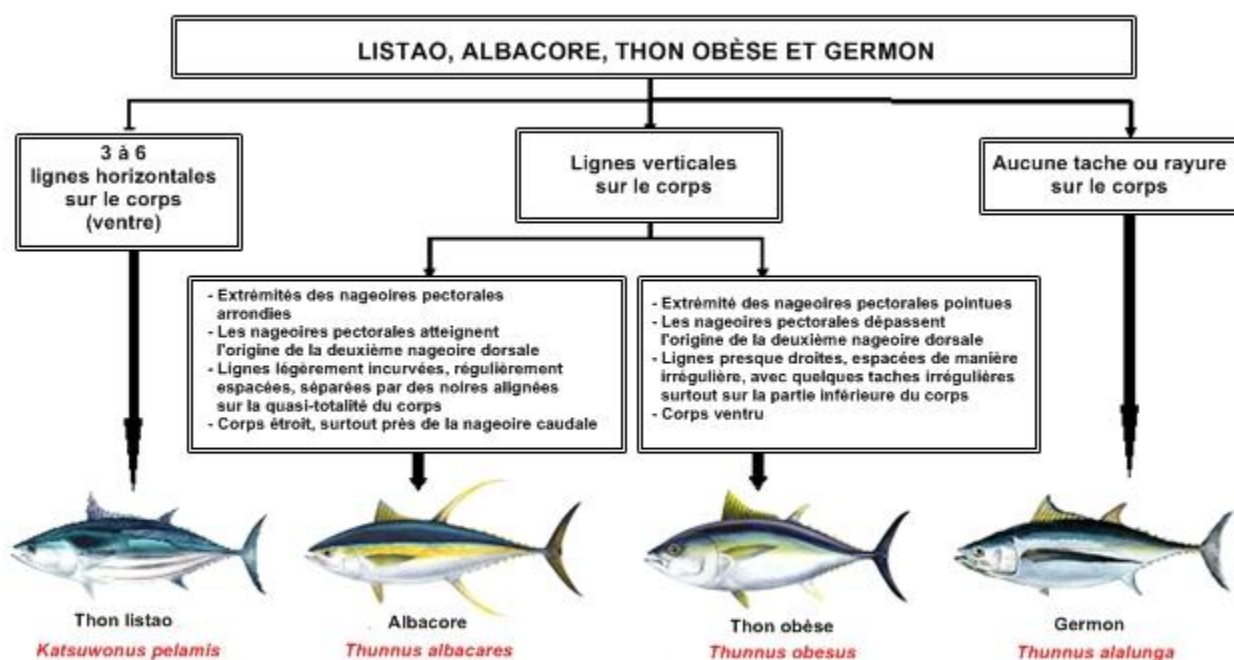 LISTAO, ALBACORE, THON OBÈSE ET GERMON
3 à 6
lignes horizontales
sur le corps
(ventre)
Lignes verticales
sur le corps
Aucune tache ou rayure
sur le corps
- Extrémités des nageoires pectorales
arrondies
- Les nageoires pectorales atteignent
l'origine de la deuxième nageoire dorsale
- Lignes légèrement incurvées, régulièrement
espacées, séparées par des noires alignées
sur la quasi-totalité du corps
- Corps étroit, surtout près de la nageoire caudale
- Extrémité des nageoires pectorales pointues
- Les nageoires pectorales dépassent
l'origine de la deuxième nageoire dorsale
- Lignes presque droites, espacées de manière
irrégulière, avec quelques taches irrégulières
surtout sur la partie inférieure du corps
- Corps ventru
Thon listao
Katsuwonus pelamis
Albacore
Thunnus albacares
Thon obèse
Thunnus obesus
Germon
Thunnus alalunga